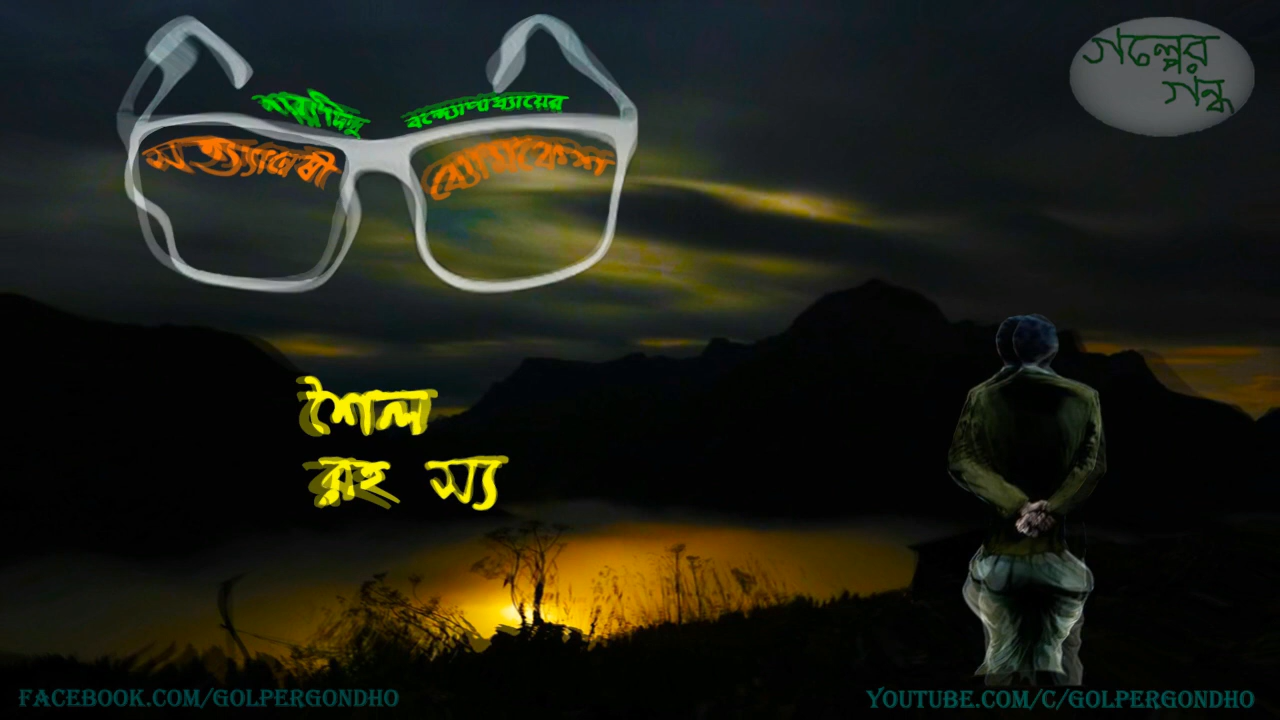 শরদিন্দু বন্দ্যোপাধ্যায়ের
সত্যান্বেষী ব্যোমকেশ
গল্পের
গন্ধ
শৈল
রহস্য
FACEBOOK.COM/GOLPERGONDHO
YOUTUBE.COM/C/GOLPERGONDHO